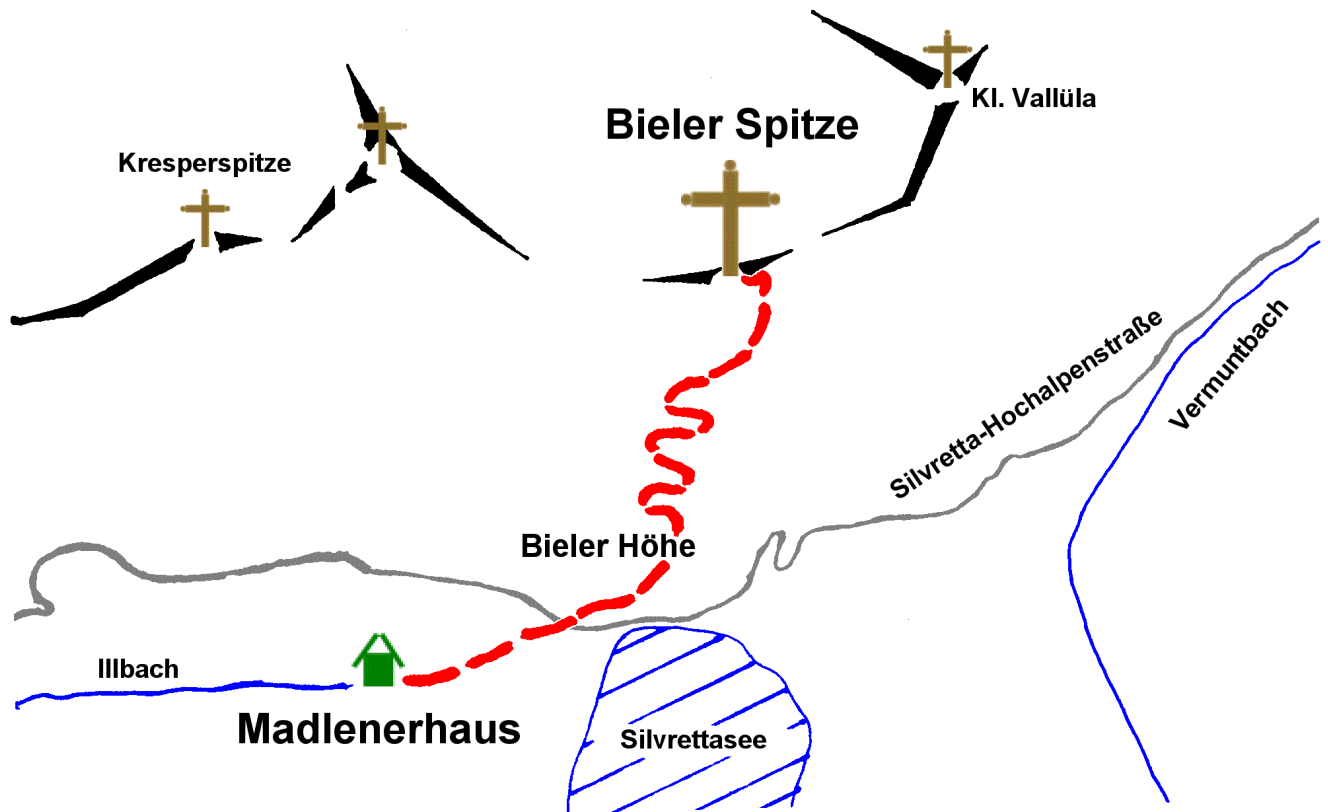 Kl. Vallüla
Bieler Spitze
Kresperspitze
Silvretta-Hochalpenstraße
Vermuntbach
Bieler Höhe
Illbach
Madlenerhaus
Silvrettasee